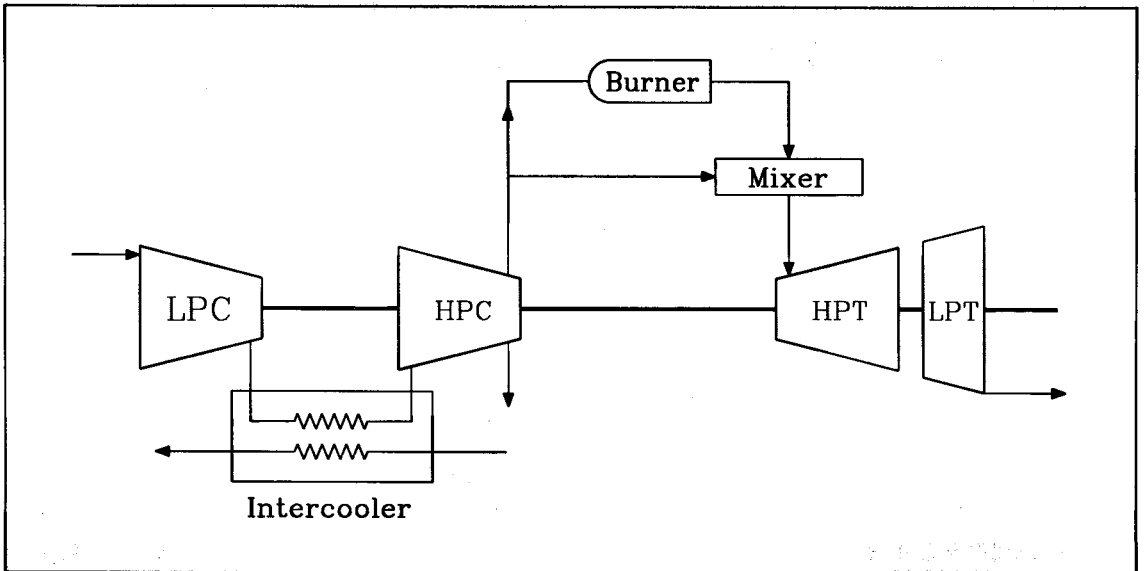 Burner
Mixer
LPC
HPC
HPT
LPT
Intercooler